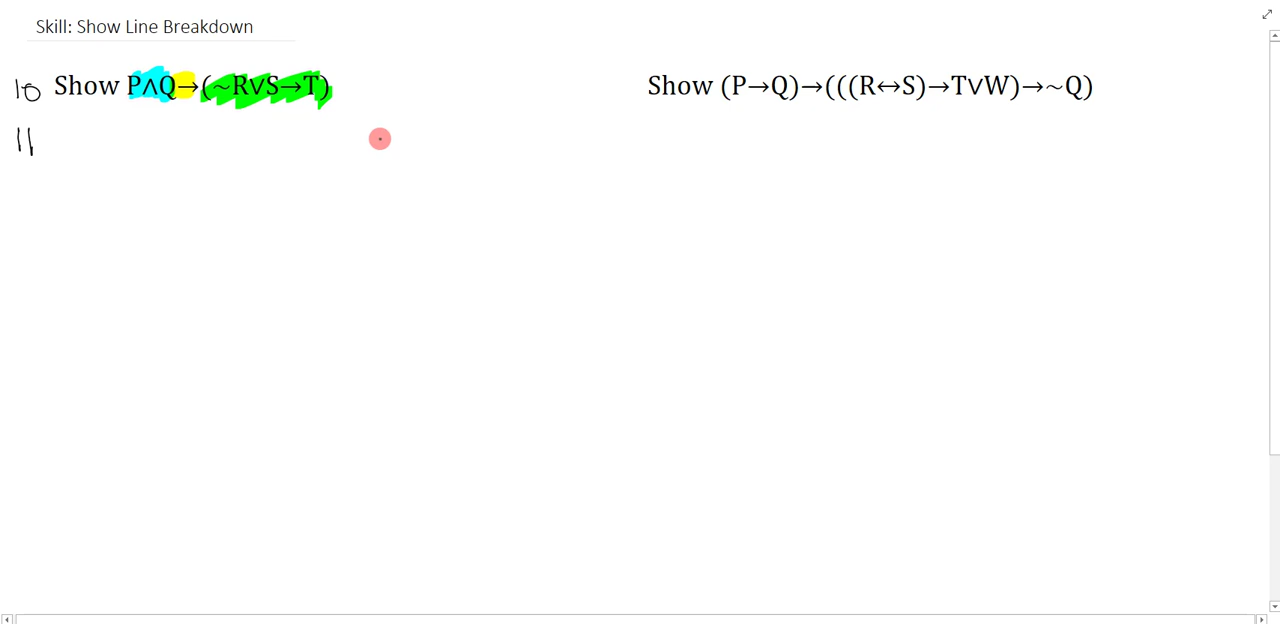 Skill: Show Line Breakdown
10 Show P∧Q→(~R∨S→T)
11
Show (P→Q)→(((R↔S)→T∨W)→~Q)